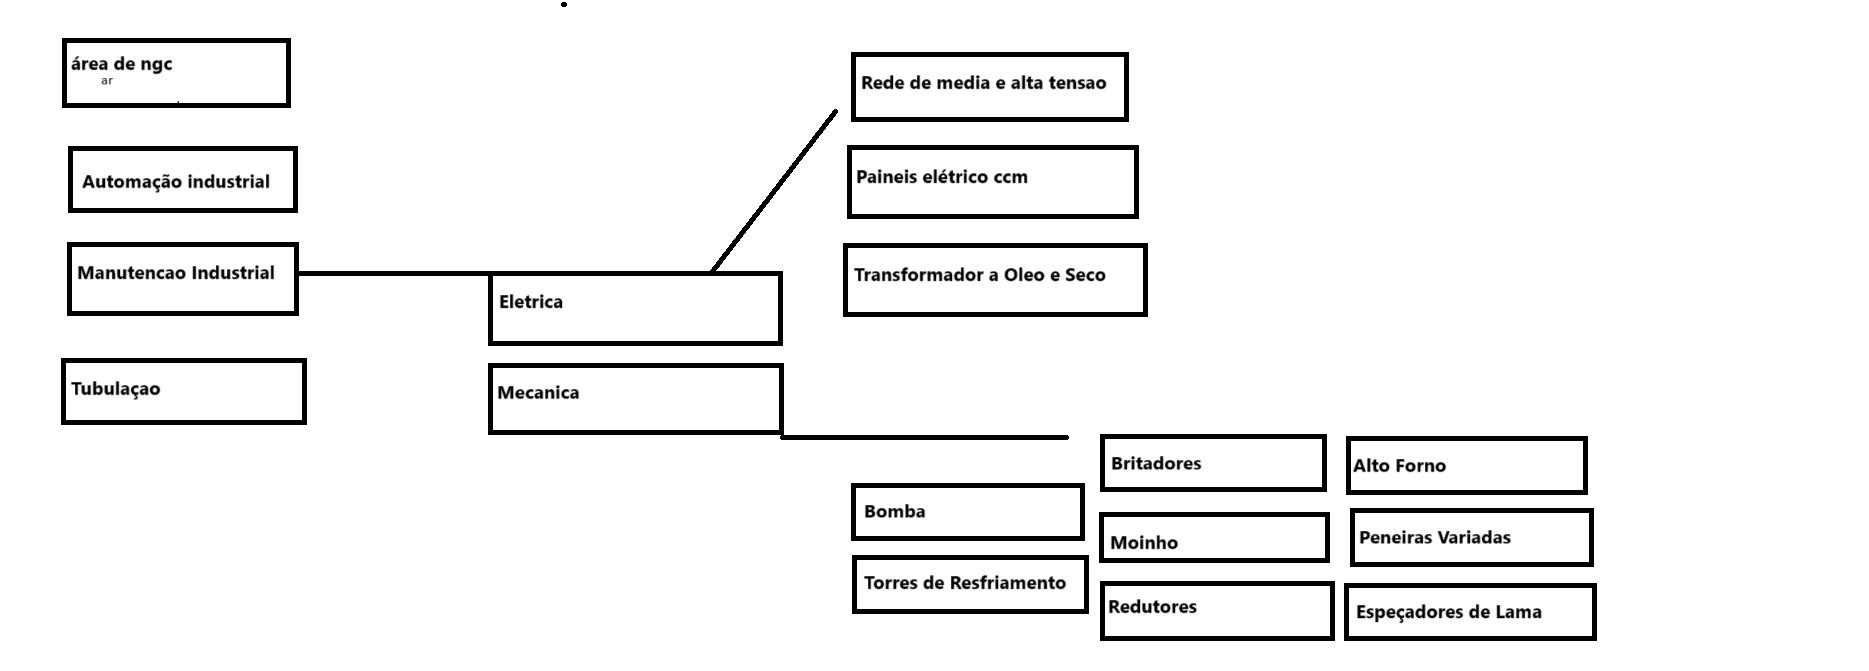 área de ngc
ar
Automação industrial
Manutencao Industrial
Tubulaçao
Eletrica
Mecanica
Rede de media e alta tensao
Paineis elétrico ccm
Transformador a Oleo e Seco
Bomba
Torres de Resfriamento
Britadores
Moinho
Redutores
Alto Forno
Peneiras Variadas
Espeçadores de Lama